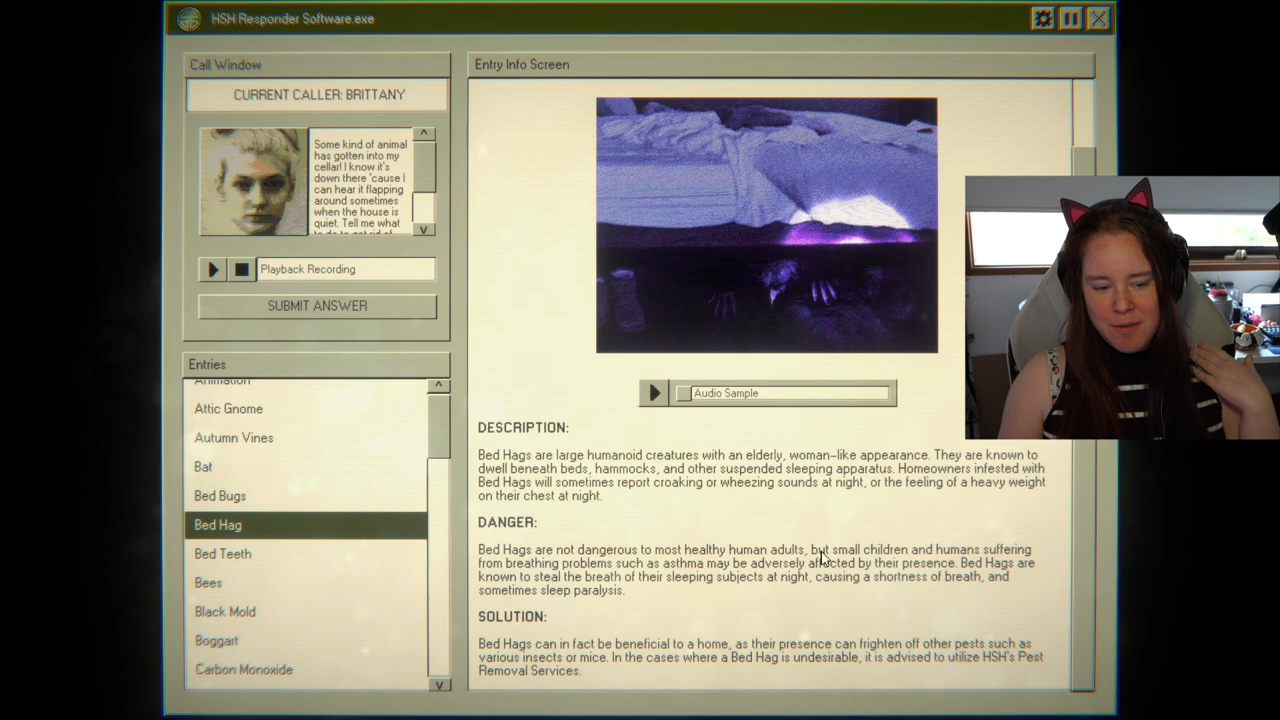 HSH Responder Software.exe
Call Window
CURRENT CALLER: BRITTANY
Some kind of animal
has gotten into my
cellar! I know it's
down there 'cause I
can hear it flapping
around sometimes
when the house is
quiet. Tell me what
to do to get rid of
Playback Recording
SUBMIT ANSWER
Entries
Animation
Attic Gnome
Autumn Vines
Bat
Bed Bugs
Bed Hag
Bed Teeth
Bees
Black Mold
Boggart
Carbon Monoxide
Entry Info Screen
Audio Sample
DESCRIPTION:
Bed Hags are large humanoid creatures with an elderly, woman-like appearance. They are known to
dwell beneath beds, hammocks, and other suspended sleeping apparatus. Homeowners infested with
Bed Hags will sometimes report croaking or wheezing sounds at night, or the feeling of a heavy weight
on their chest at night.
DANGER:
Bed Hags are not dangerous to most healthy human adults, but small children and humans suffering
from breathing problems such as asthma may be adversely affected by their presence. Bed Hags are
known to steal the breath of their sleeping subjects at night, causing a shortness of breath, and
sometimes sleep paralysis.
SOLUTION:
Bed Hags can in fact be beneficial to a home, as their presence can frighten off other pests such as
various insects or mice. In the cases where a Bed Hag is undesirable, it is advised to utilize HSH's Pest
Removal Services.